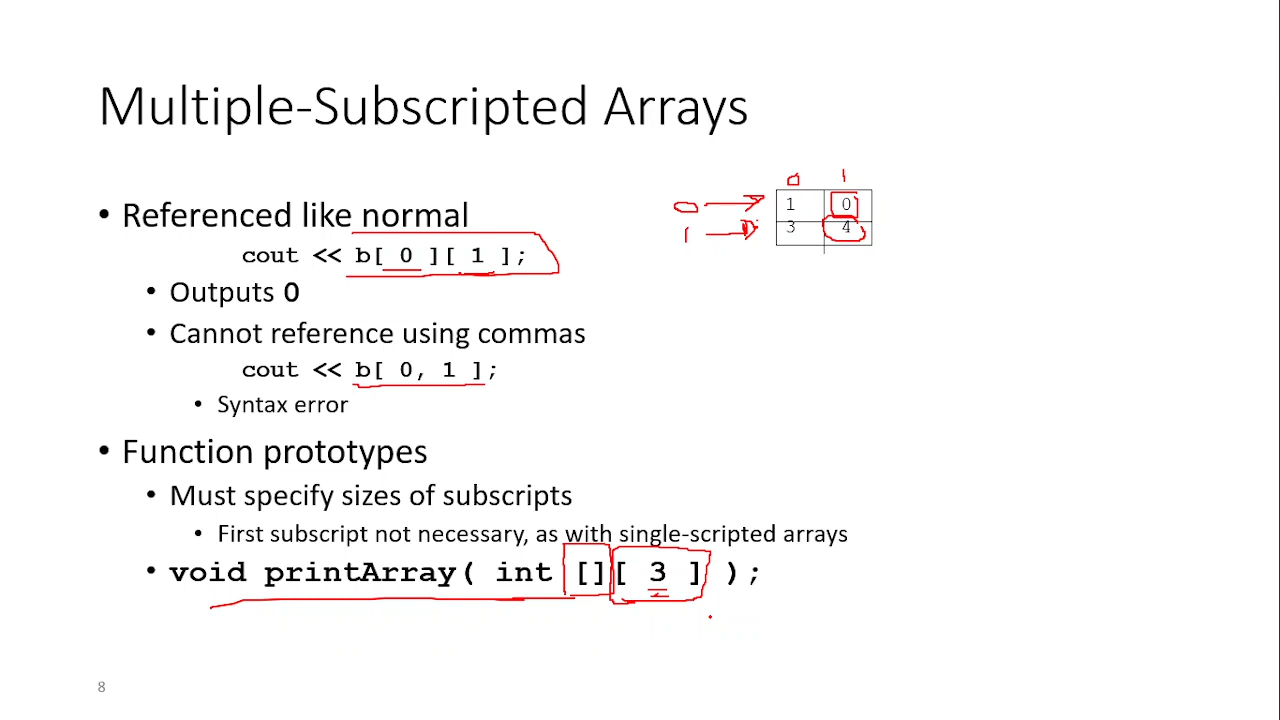 Multiple-Subscripted Arrays
0 1
• Referenced like normal
0 1 0
cout << b[ 0 ][ 1 ];
1 3 4
• Outputs 0
• Cannot reference using commas
cout << b[ 0, 1 ];
• Syntax error
• Function prototypes
• Must specify sizes of subscripts
• First subscript not necessary, as with single-scripted arrays
• void printArray( int [][ 3 ] );
8